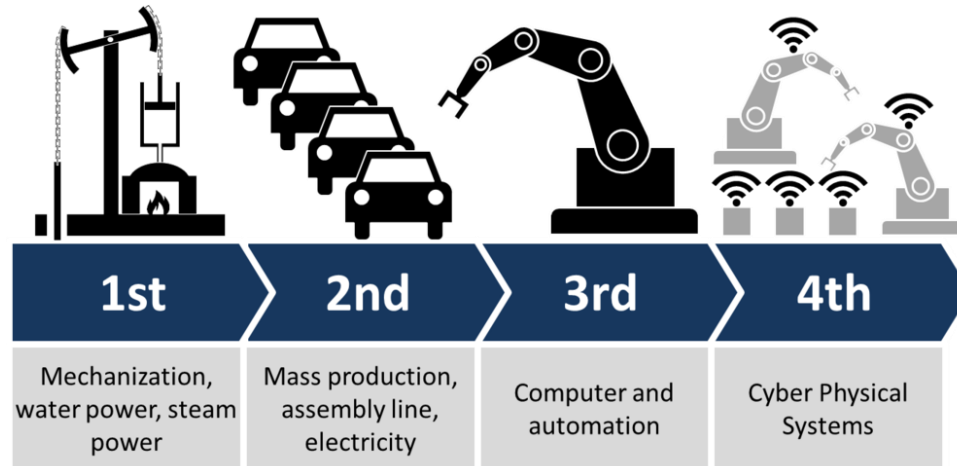 1st
2nd
3rd
4th
Mechanization,
water power, steam
power
Mass production,
assembly line,
electricity
Computer and
automation
Cyber Physical
Systems